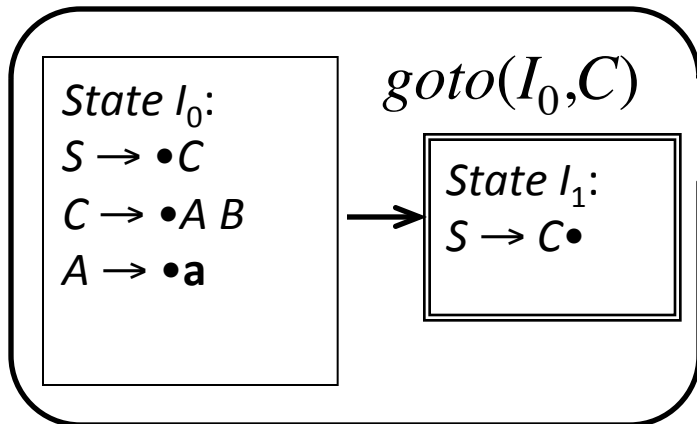 State I₀:
S → •C
C → •A B
A → •a
goto(I₀,C)
State I₁:
S → C•